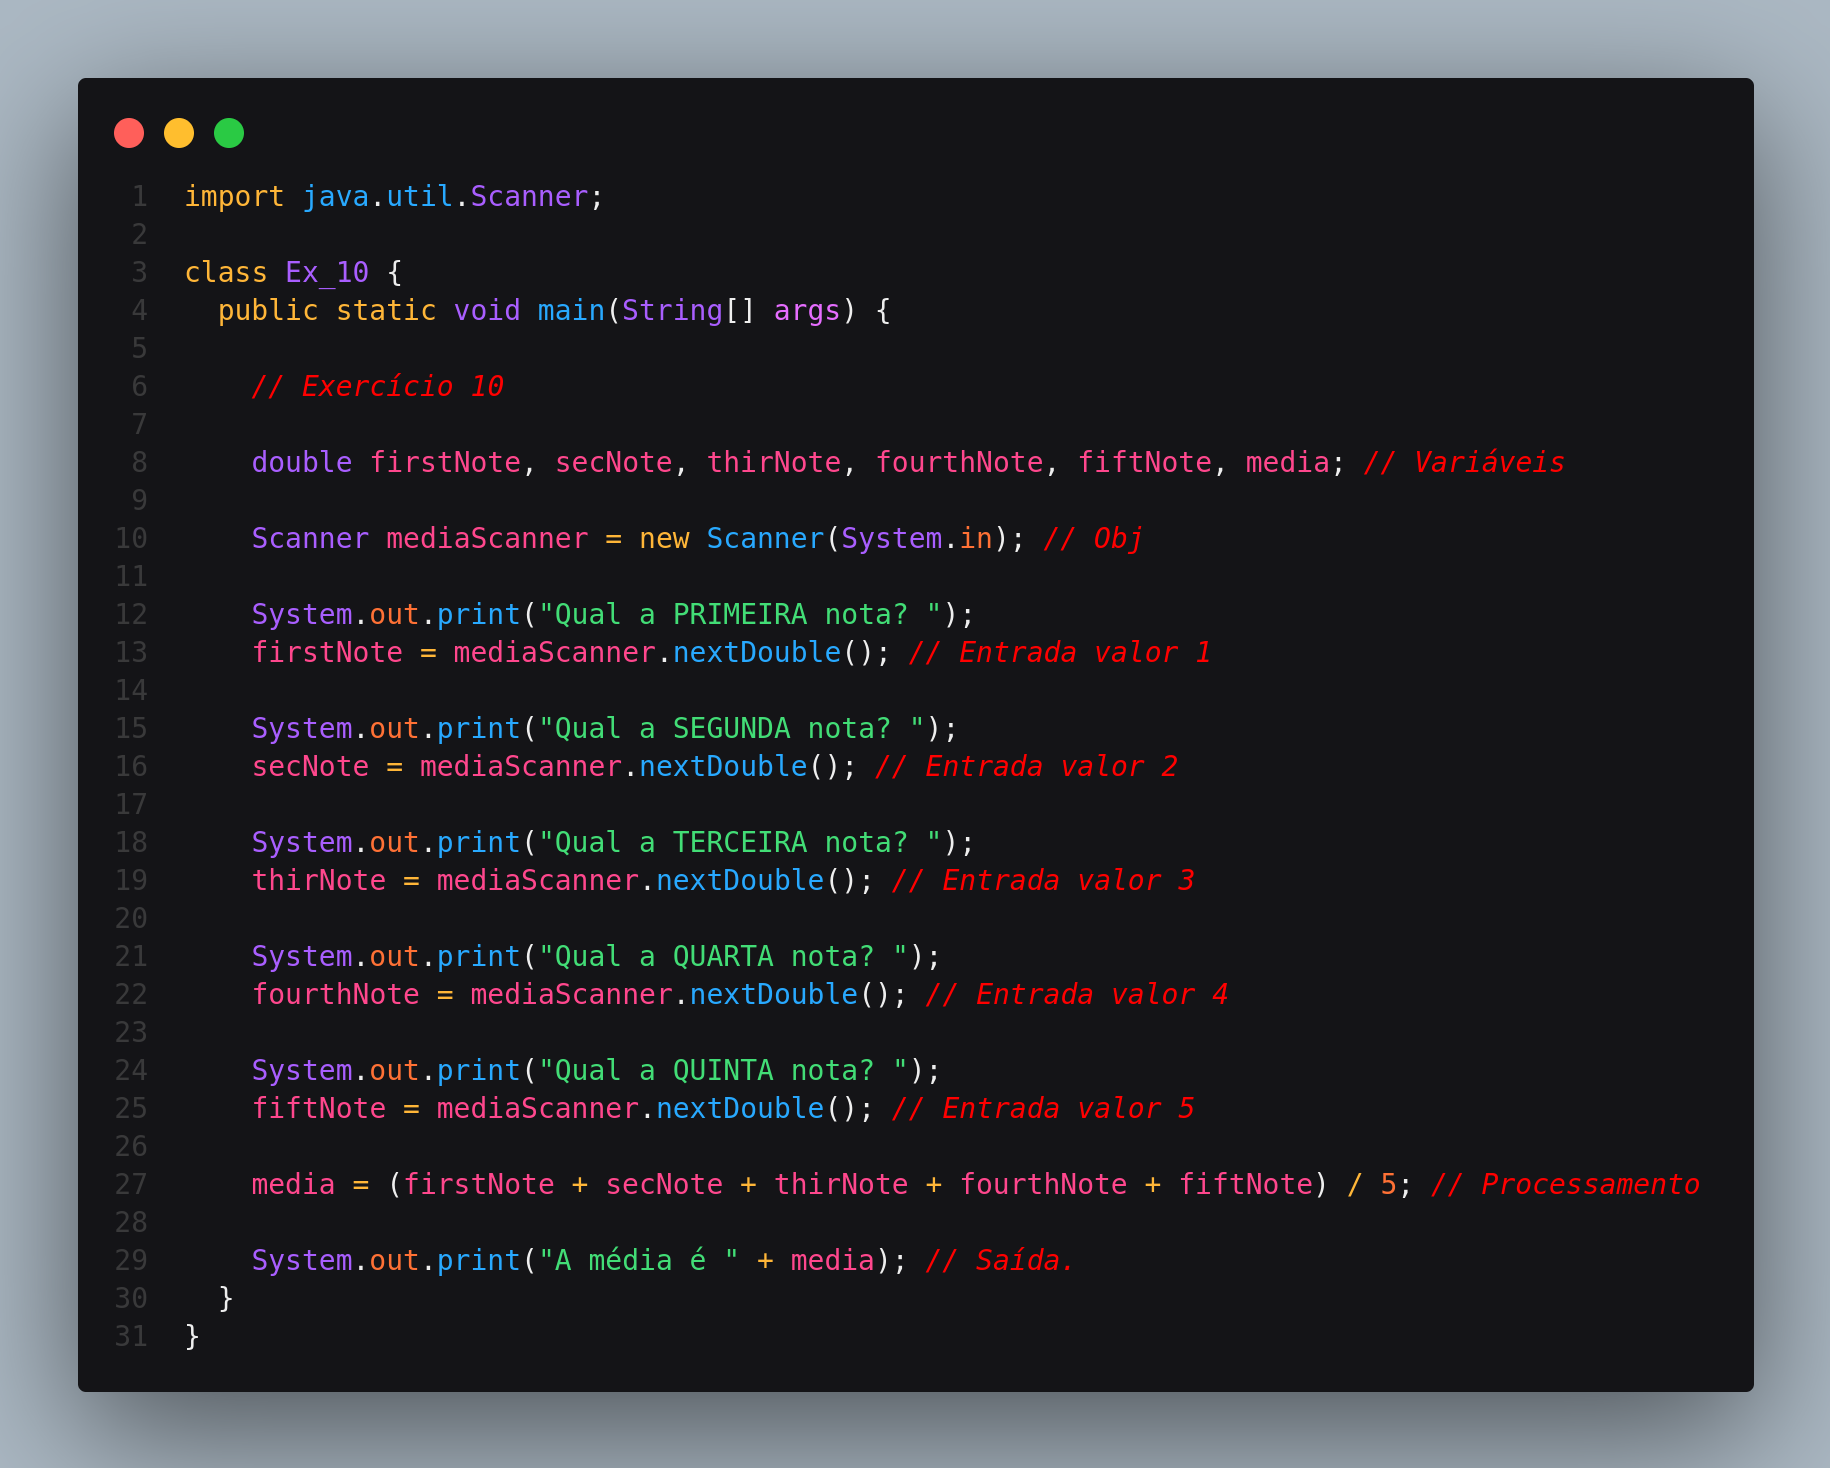 1 import java.util.Scanner;
2
3 class Ex_10 {
4   public static void main(String[] args) {
5
6     // Exercício 10
7
8     double firstNote, secNote, thirNote, fourthNote, fiftNote, media; // Variáveis
9
10     Scanner mediaScanner = new Scanner(System.in); // Obj
11
12     System.out.print("Qual a PRIMEIRA nota? ");
13     firstNote = mediaScanner.nextDouble(); // Entrada valor 1
14
15     System.out.print("Qual a SEGUNDA nota? ");
16     secNote = mediaScanner.nextDouble(); // Entrada valor 2
17
18     System.out.print("Qual a TERCEIRA nota? ");
19     thirNote = mediaScanner.nextDouble(); // Entrada valor 3
20
21     System.out.print("Qual a QUARTA nota? ");
22     fourthNote = mediaScanner.nextDouble(); // Entrada valor 4
23
24     System.out.print("Qual a QUINTA nota? ");
25     fiftNote = mediaScanner.nextDouble(); // Entrada valor 5
26
27     media = (firstNote + secNote + thirNote + fourthNote + fiftNote) / 5; // Processamento
28
29     System.out.print("A média é " + media); // Saída.
30   }
31 }